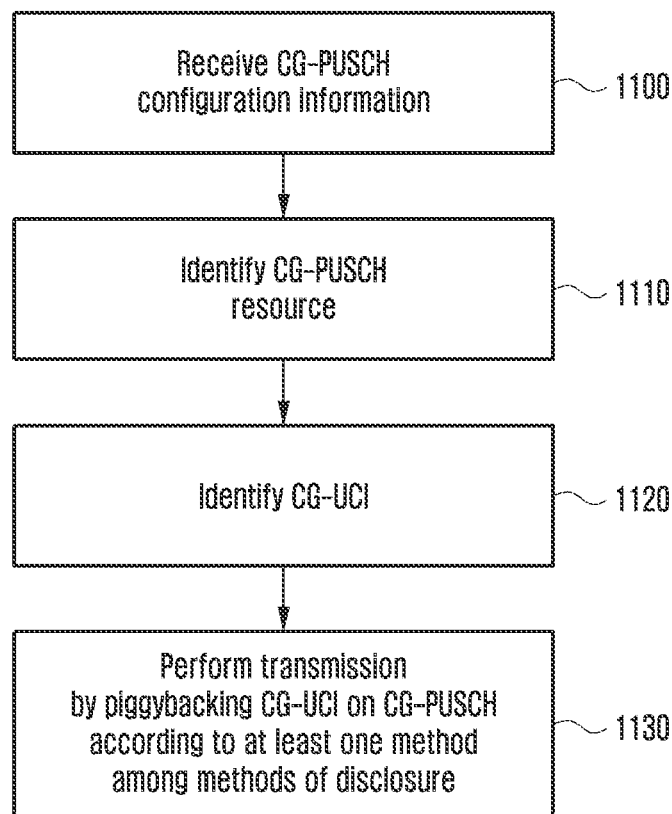 Receive CG-PUSCH
configuration information
1100
Identify CG-PUSCH
resource
1110
Identify CG-UCI
1120
Perform transmission
by piggybacking CG-UCI on CG-PUSCH
according to at least one method
among methods of disclosure
1130